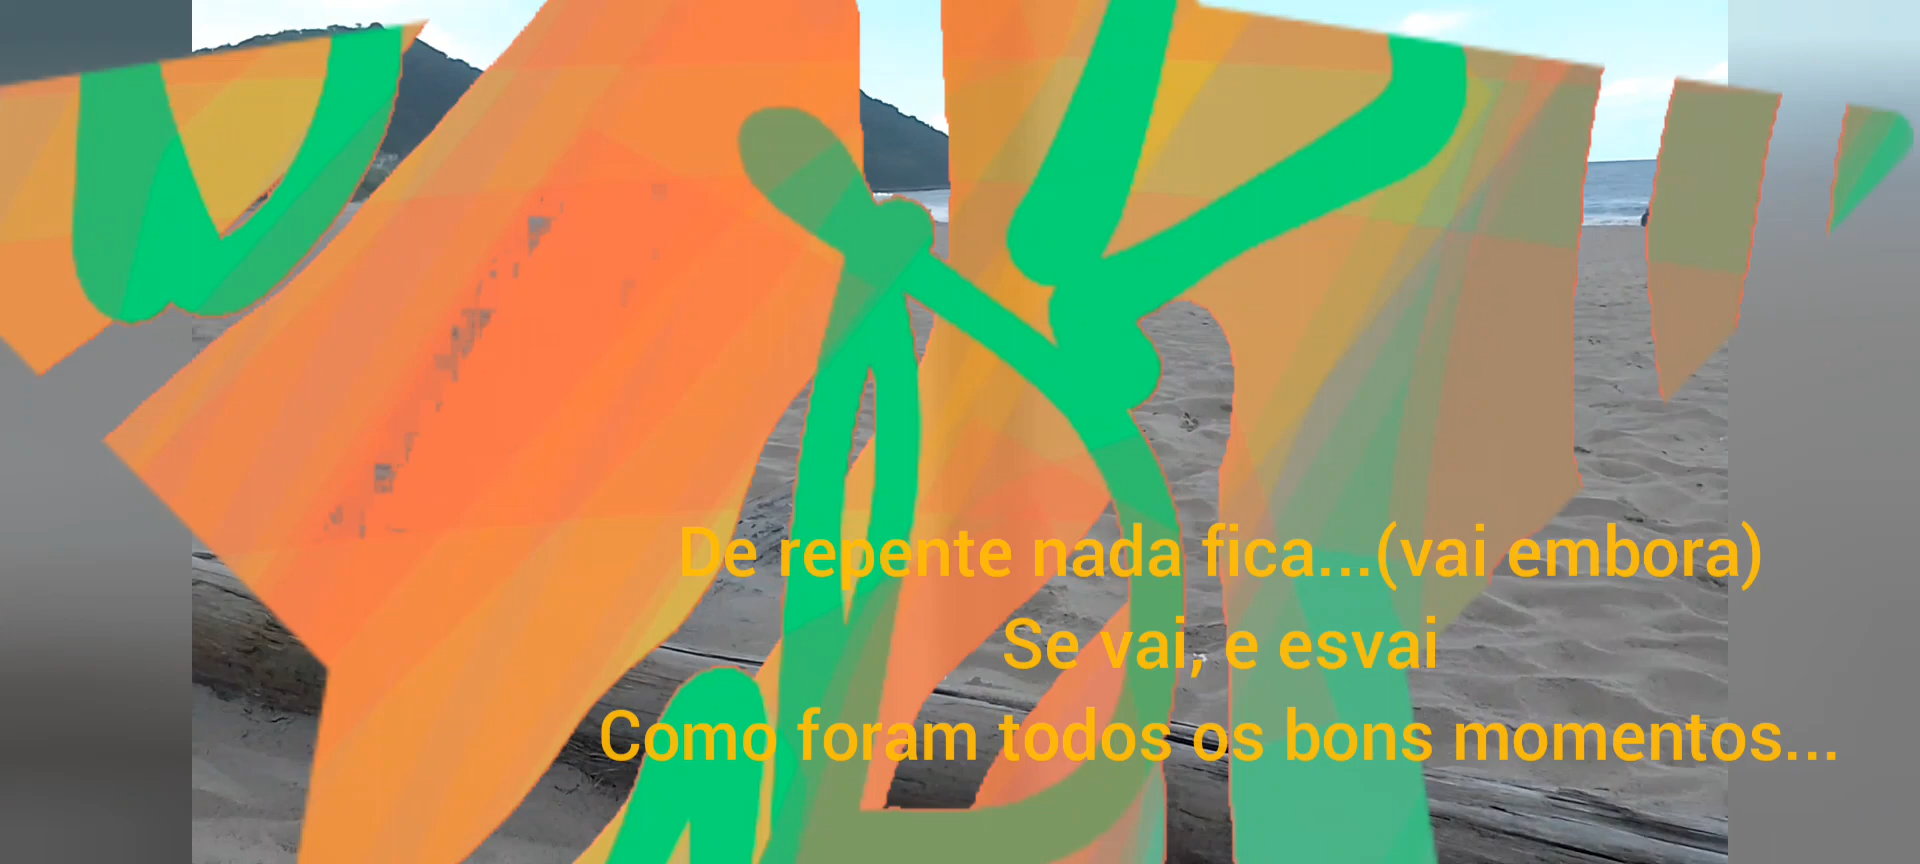 De repente nada fica...(vai embora)
Se vai, e esvai
Como foram todos os bons momentos...